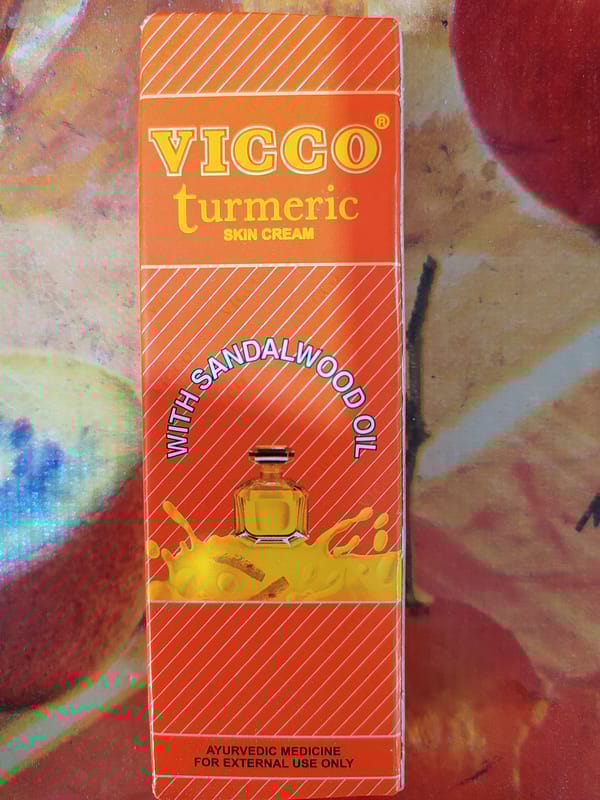 VICCO®
turmeric
SKIN CREAM
WITH SANDALWOOD OIL
AYURVEDIC MEDICINE
FOR EXTERNAL USE ONLY